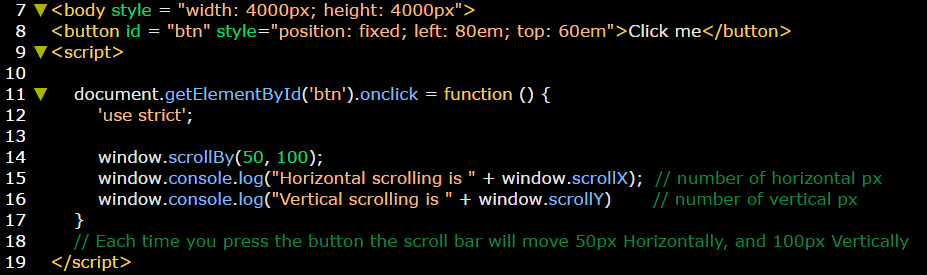 7 ▼ <body style = "width: 4000px; height: 4000px">
8 <button id = "btn" style="position: fixed; left: 80em; top: 60em">Click me</button>
9 ▼ <script>
10
11 ▼ document.getElementById('btn').onclick = function () {
12 'use strict';
13
14 window.scrollBy(50, 100);
15 window.console.log("Horizontal scrolling is " + window.scrollX); // number of horizontal px
16 window.console.log("Vertical scrolling is " + window.scrollY) // number of vertical px
17 }
18 // Each time you press the button the scroll bar will move 50px Horizontally, and 100px Vertically
19 </script>